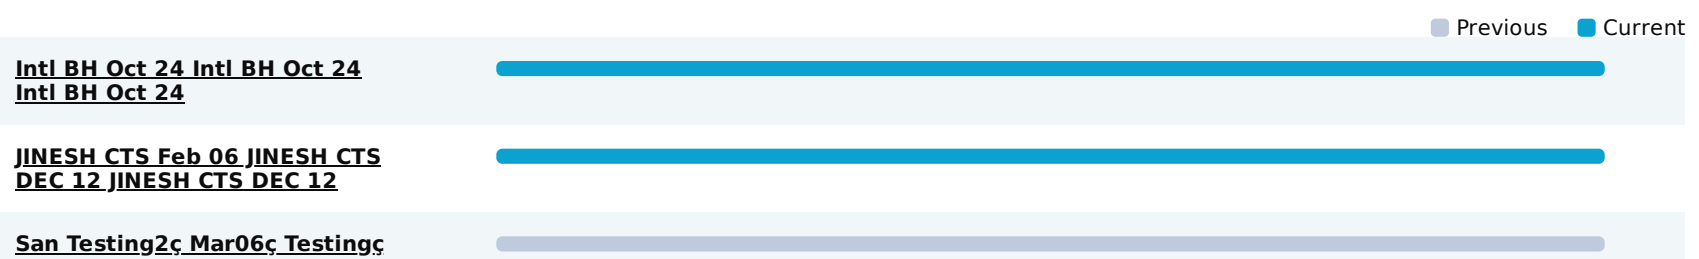 Previous Current
Intl BH Oct 24 Intl BH Oct 24
Intl BH Oct 24
JINESH CTS Feb 06 JINESH CTS
DEC 12 JINESH CTS DEC 12
San Testing2ç Mar06ç Testingç